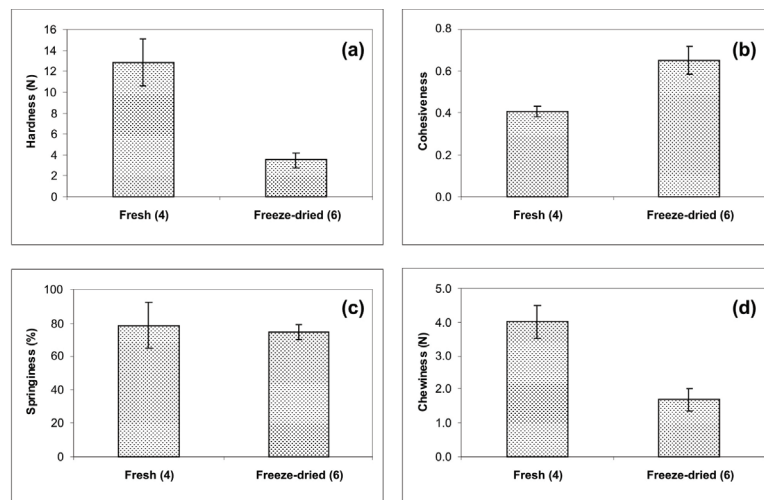 (a)
Hardness (N)
16
14
12
10
8
6
4
2
0
Fresh (4) Freeze-dried (6)
(b)
Cohesiveness
0.8
0.6
0.4
0.2
0.0
Fresh (4) Freeze-dried (6)
(c)
Springiness (%)
100
80
60
40
20
0
Fresh (4) Freeze-dried (6)
(d)
Chewiness (N)
5.0
4.0
3.0
2.0
1.0
0.0
Fresh (4) Freeze-dried (6)